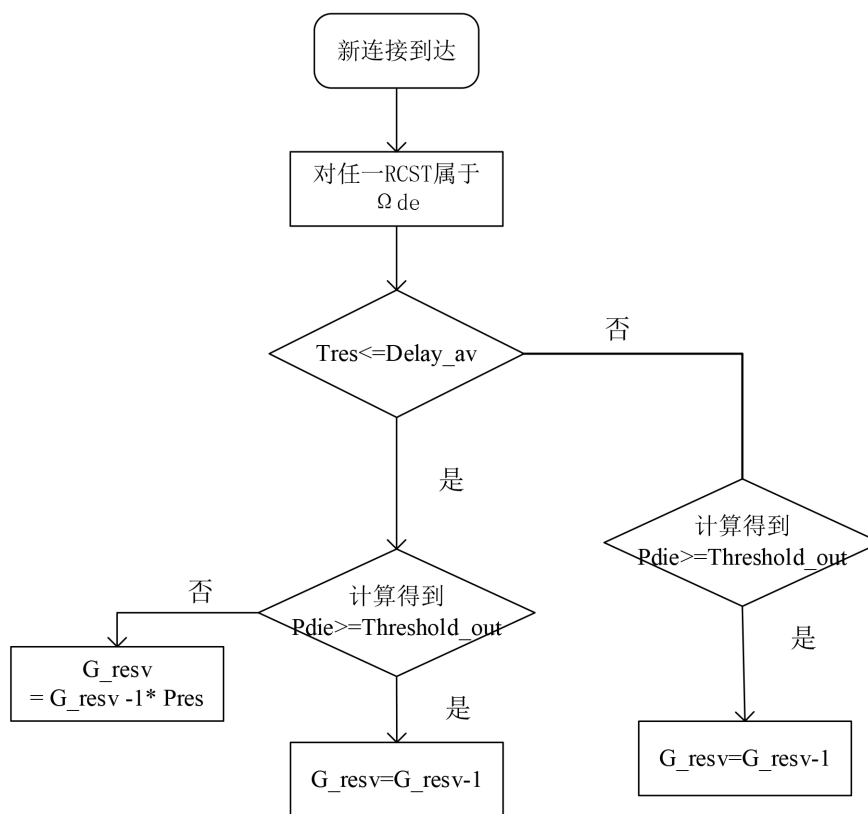 新连接到达
对任一RCST属于
Ωde
Tres<=Delay_av
否
是
计算得到
Pdie>=Threshold_out
否
计算得到
Pdie>=Threshold_out
是
G_resv
= G_resv -1* Pres
是
G_resv=G_resv-1
G_resv=G_resv-1